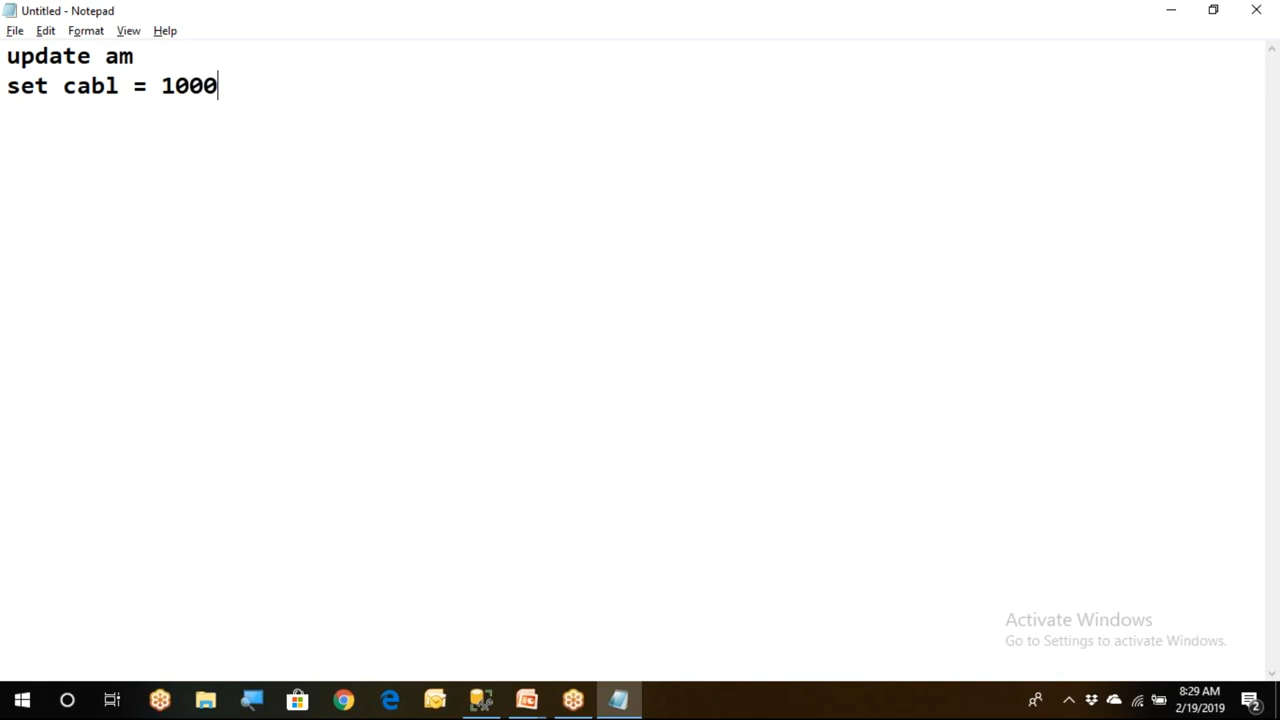 Untitled - Notepad
File Edit Format View Help
update am
set cabl = 1000
Activate Windows
Go to Settings to activate Windows.
8:29 AM
2/19/2019
2